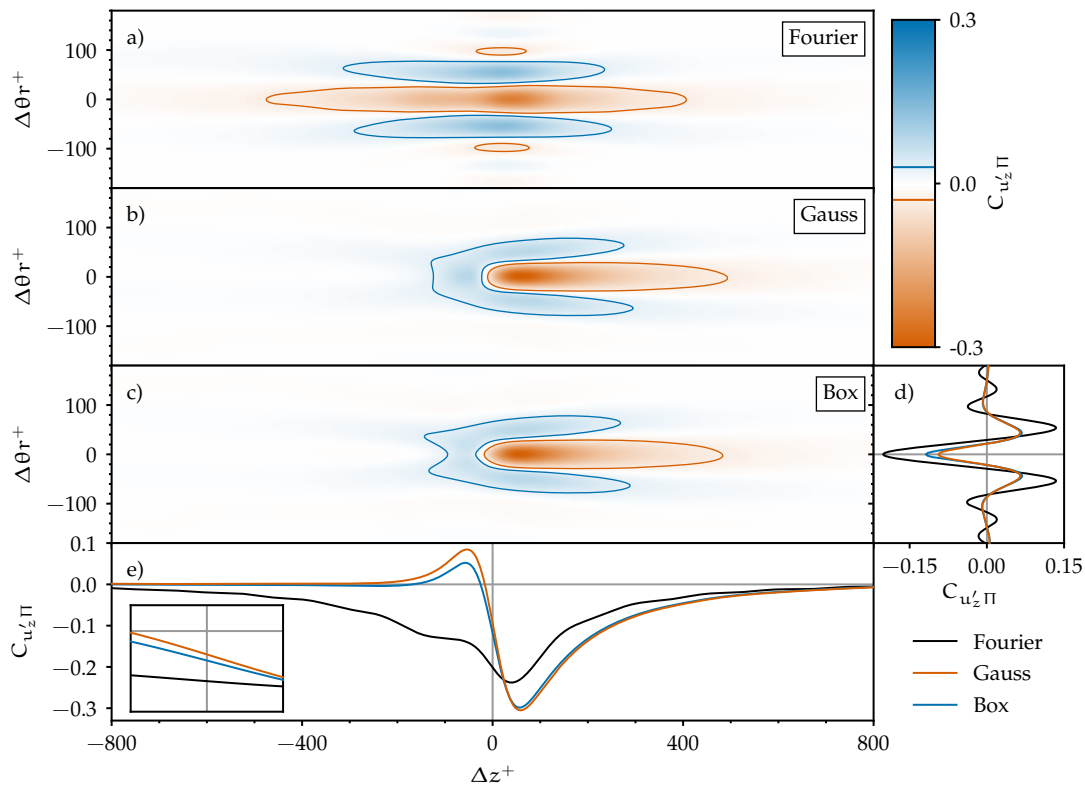 a)
Fourier
100
0
−100
Δθr⁺
b)
Gauss
100
0
−100
Δθr⁺
0.3
0.0
-0.3
C_{u′_z Π}
c)
Box
100
0
−100
Δθr⁺
d)
−0.15
0.00
0.15
C_{u′_z Π}
e)
0.1
0.0
−0.1
−0.2
−0.3
C_{u′_z Π}
−800
−400
0
400
800
Δz⁺
Fourier
Gauss
Box